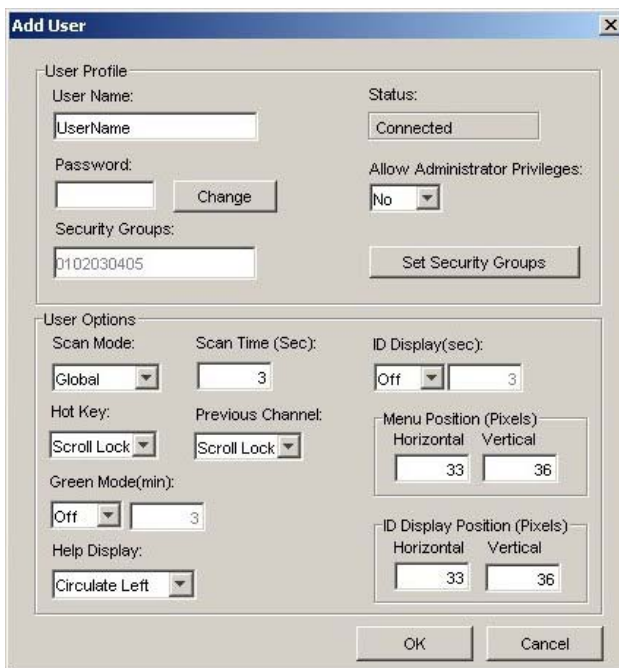 Add User
User Profile
User Name:
Status:
UserName
Connected
Password:
Allow Administrator Privileges:
Change
No
Security Groups:
0102030405
Set Security Groups
User Options
Scan Mode:
Scan Time (Sec):
ID Display(sec):
Global
3
Off
3
Hot Key:
Previous Channel:
Menu Position (Pixels)
Horizontal
Vertical
Scroll Lock
Scroll Lock
33
36
Green Mode(min):
Off
3
ID Display Position (Pixels)
Help Display:
Horizontal
Vertical
Circulate Left
33
36
OK
Cancel